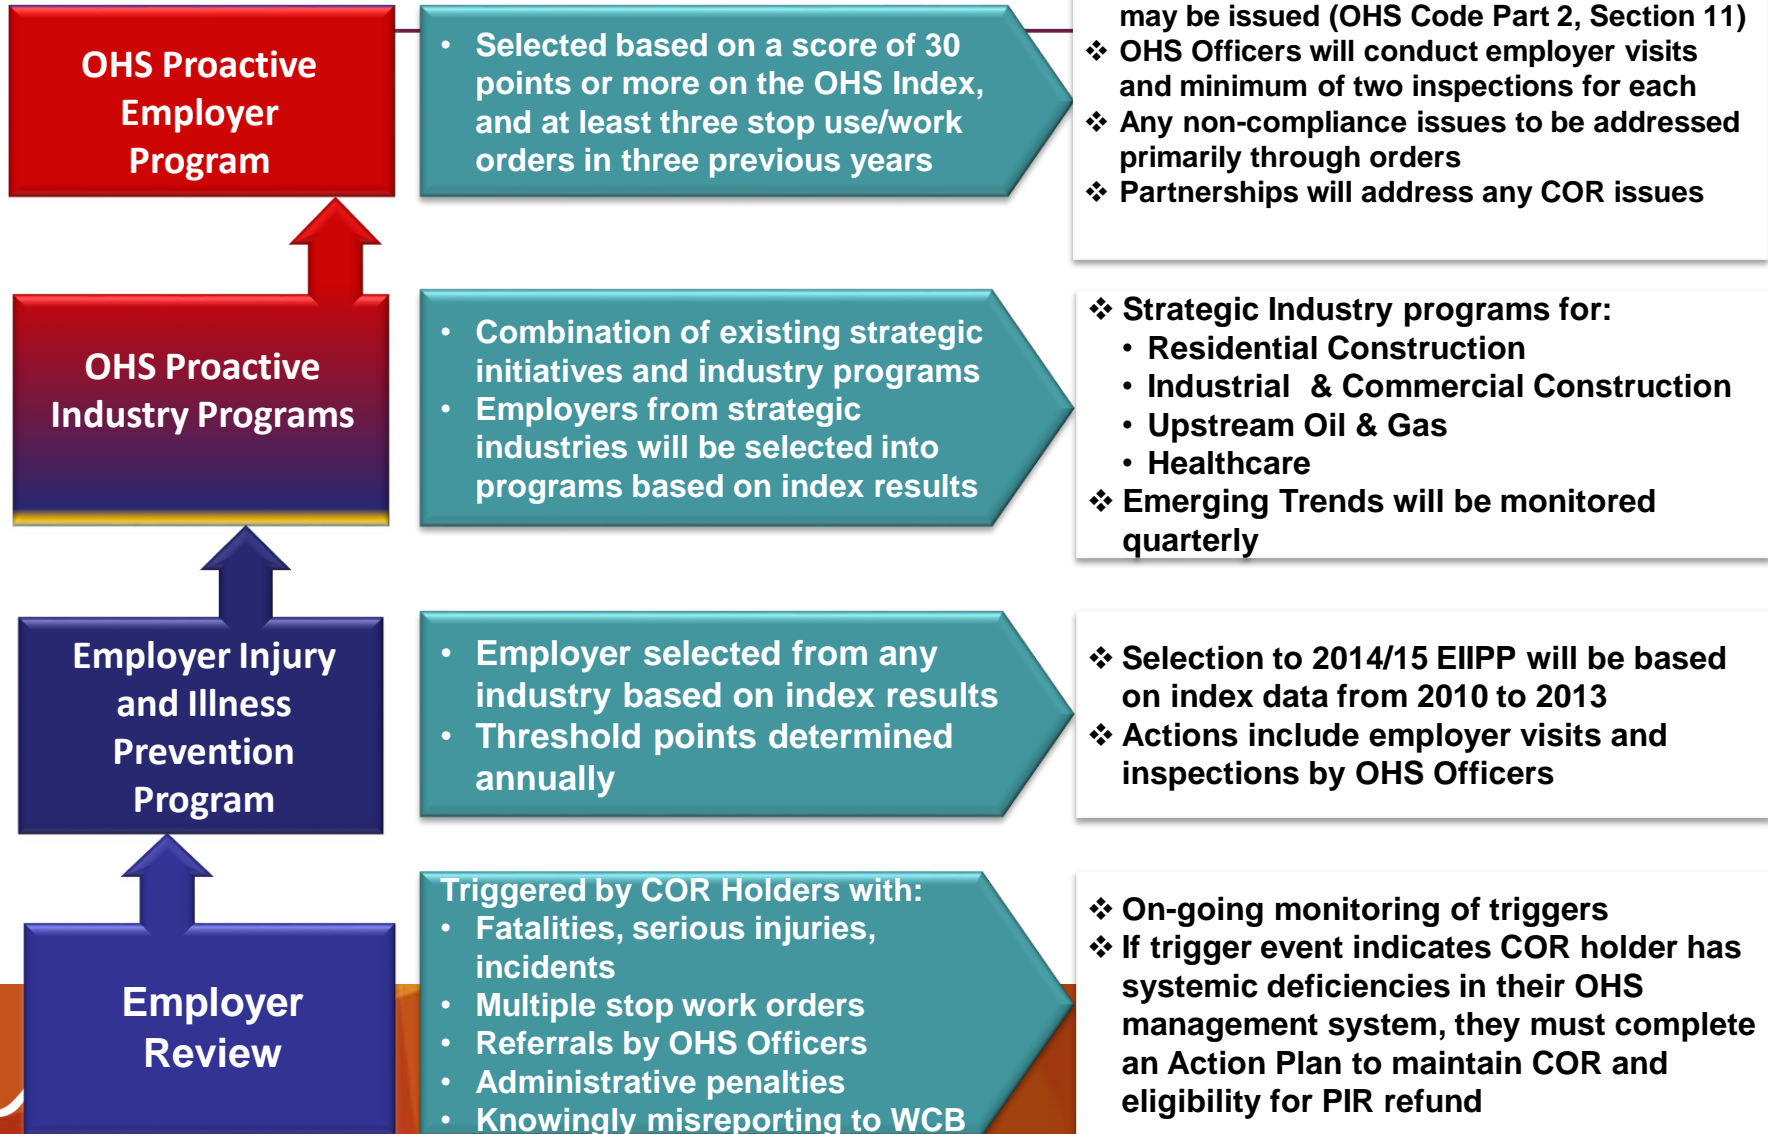 OHS Proactive
Employer
Program
• Selected based on a score of 30
points or more on the OHS Index,
and at least three stop use/work
orders in three previous years
may be issued (OHS Code Part 2, Section 11)
❖ OHS Officers will conduct employer visits
and minimum of two inspections for each
❖ Any non-compliance issues to be addressed
primarily through orders
❖ Partnerships will address any COR issues
OHS Proactive
Industry Programs
• Combination of existing strategic
initiatives and industry programs
• Employers from strategic
industries will be selected into
programs based on index results
❖ Strategic Industry programs for:
• Residential Construction
• Industrial & Commercial Construction
• Upstream Oil & Gas
• Healthcare
❖ Emerging Trends will be monitored
quarterly
Employer Injury
and Illness
Prevention
Program
• Employer selected from any
industry based on index results
• Threshold points determined
annually
❖ Selection to 2014/15 EIIPP will be based
on index data from 2010 to 2013
❖ Actions include employer visits and
inspections by OHS Officers
Employer
Review
Triggered by COR Holders with:
• Fatalities, serious injuries,
incidents
• Multiple stop work orders
• Referrals by OHS Officers
• Administrative penalties
• Knowingly misreporting to WCB
❖ On-going monitoring of triggers
❖ If trigger event indicates COR holder has
systemic deficiencies in their OHS
management system, they must complete
an Action Plan to maintain COR and
eligibility for PIR refund